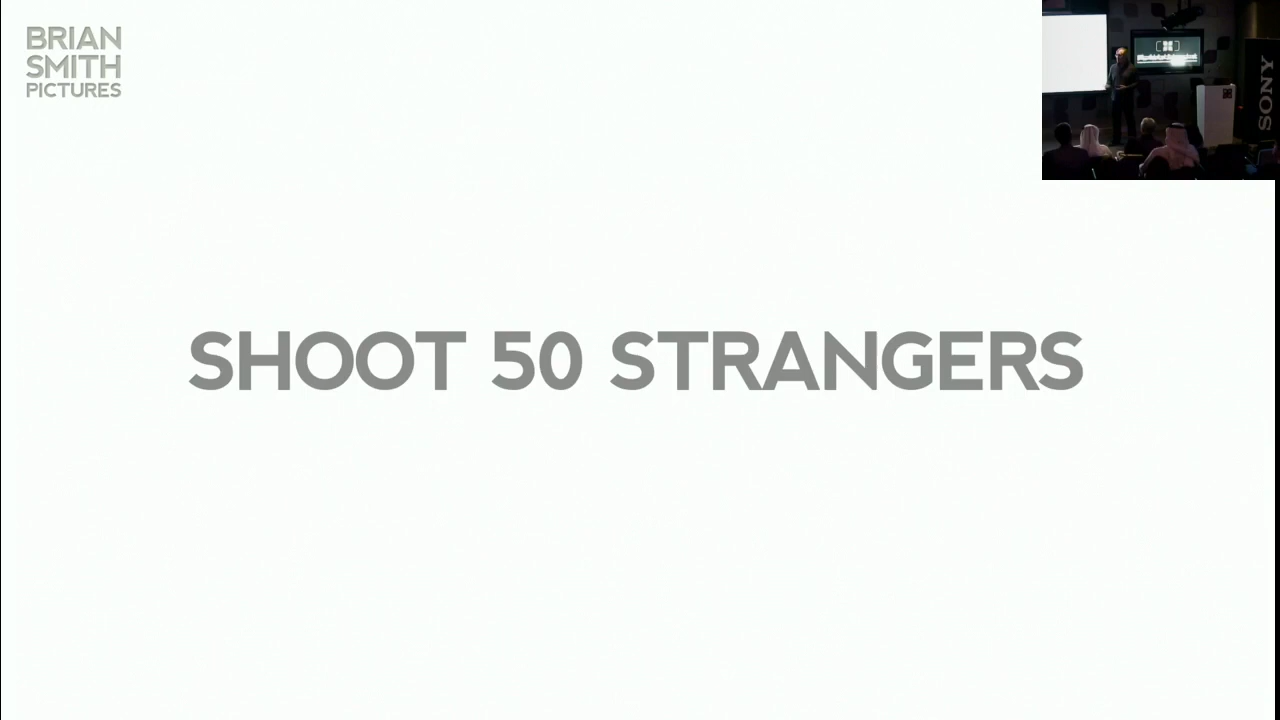 BRIAN
SMITH
PICTURES
SONY
SHOOT 50 STRANGERS